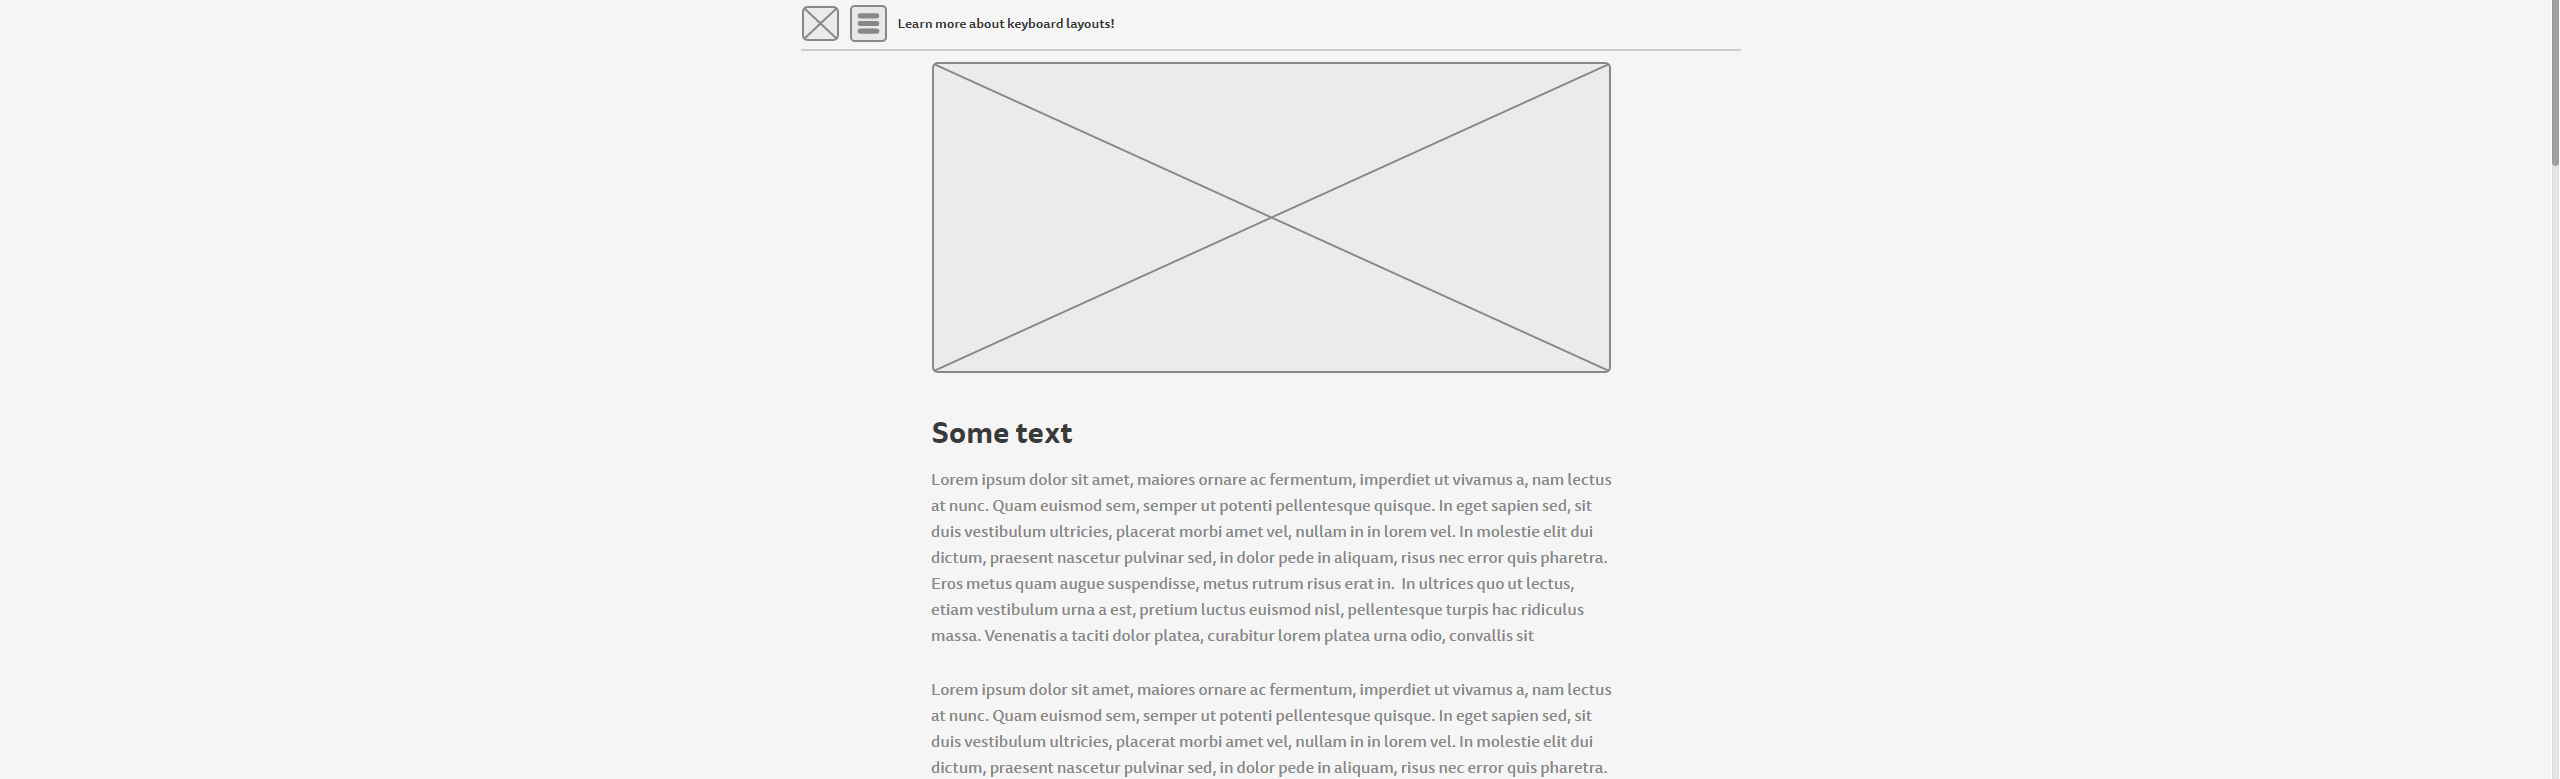 Learn more about keyboard layouts!
Some text
Lorem ipsum dolor sit amet, maiores ornare ac fermentum, imperdiet ut vivamus a, nam lectus
at nunc. Quam euismod sem, semper ut potenti pellentesque quisque. In eget sapien sed, sit
duis vestibulum ultricies, placerat morbi amet vel, nullam in in lorem vel. In molestie elit dui
dictum, praesent nascetur pulvinar sed, in dolor pede in aliquam, risus nec error quis pharetra.
Eros metus quam augue suspendisse, metus rutrum risus erat in.  In ultrices quo ut lectus,
etiam vestibulum urna a est, pretium luctus euismod nisl, pellentesque turpis hac ridiculus
massa. Venenatis a taciti dolor platea, curabitur lorem platea urna odio, convallis sit
Lorem ipsum dolor sit amet, maiores ornare ac fermentum, imperdiet ut vivamus a, nam lectus
at nunc. Quam euismod sem, semper ut potenti pellentesque quisque. In eget sapien sed, sit
duis vestibulum ultricies, placerat morbi amet vel, nullam in in lorem vel. In molestie elit dui
dictum, praesent nascetur pulvinar sed, in dolor pede in aliquam, risus nec error quis pharetra.